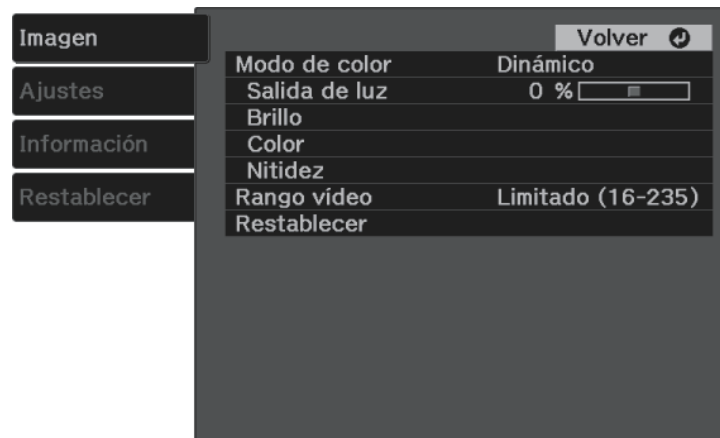 Imagen
Ajustes
Información
Restablecer
Volver
Modo de color Dinámico
Salida de luz 0 %
Brillo
Color
Nitidez
Rango vídeo Limitado (16-235)
Restablecer